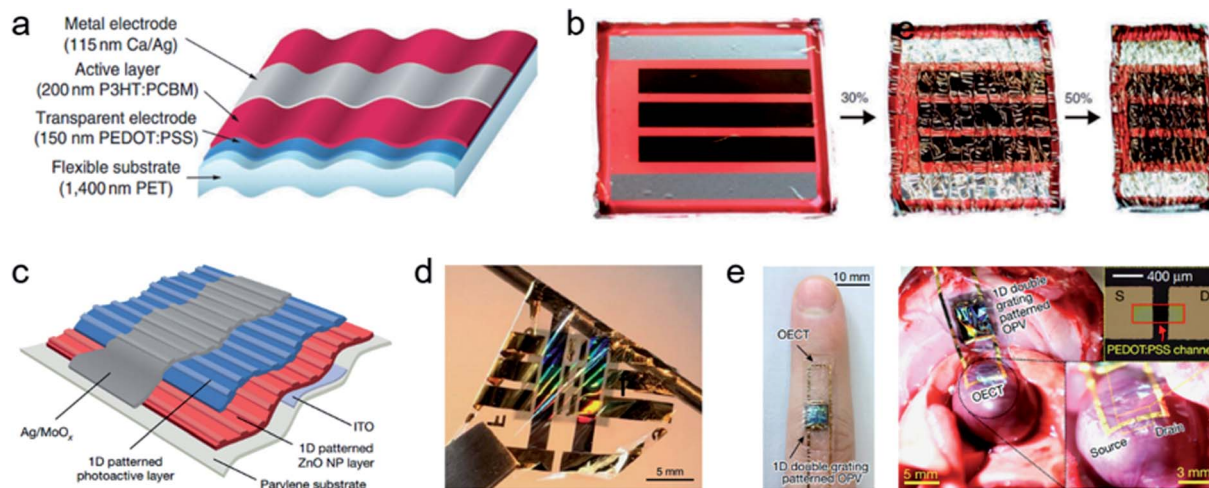 a
Metal electrode
(115 nm Ca/Ag)
Active layer
(200 nm P3HT:PCBM)
Transparent electrode
(150 nm PEDOT:PSS)
Flexible substrate
(1,400 nm PET)
b
30%
e
50%
c
Ag/MoOₓ
1D patterned
photoactive layer
ITO
1D patterned
ZnO NP layer
Parylene substrate
d
5 mm
e
10 mm
OECT
1D double grating
patterned OPV
1D double
grating
patterned
OPV
OECT
5 mm
400 µm
S
D
PEDOT:PSS channel
Source
Drain
3 mm